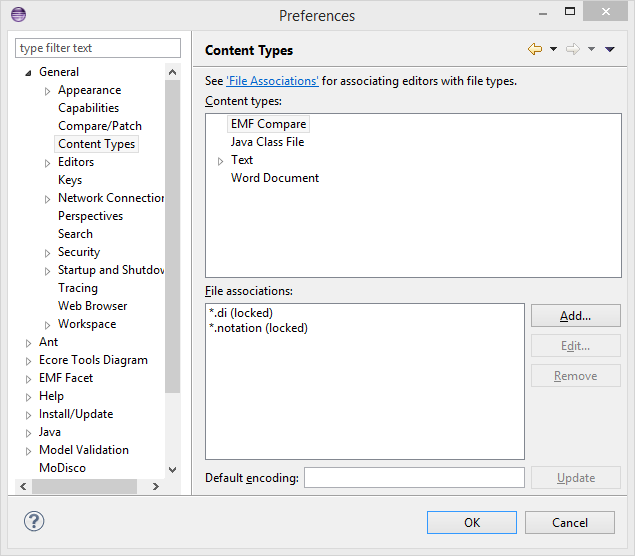 Preferences
type filter text
General
Appearance
Capabilities
Compare/Patch
Content Types
Editors
Keys
Network Connection
Perspectives
Search
Security
Startup and Shutdow
Tracing
Web Browser
Workspace
Ant
Ecore Tools Diagram
EMF Facet
Help
Install/Update
Java
Model Validation
MoDisco
Content Types
See 'File Associations' for associating editors with file types.
Content types:
EMF Compare
Java Class File
Text
Word Document
File associations:
*.di (locked)
*.notation (locked)
Add...
Edit...
Remove
Default encoding:
Update
?
OK
Cancel